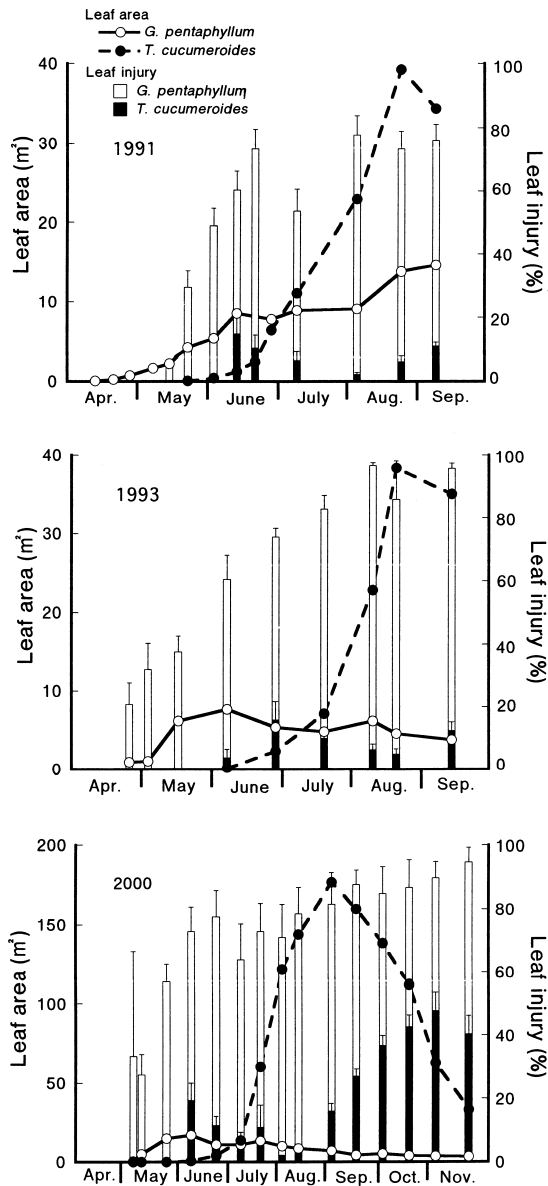 Leaf area
G. pentaphyllum
T. cucumeroides
Leaf injury
G. pentaphyllum
T. cucumeroides
1991
Leaf area (m²)
40
30
20
10
0
100
80
60
40
20
0
Leaf injury (%)
Apr. May June July Aug. Sep.
1993
Leaf area (m²)
40
30
20
10
0
100
80
60
40
20
0
Leaf injury (%)
Apr. May June July Aug. Sep.
2000
Leaf area (m²)
200
150
100
50
0
100
80
60
40
20
0
Leaf injury (%)
Apr. May June July Aug. Sep. Oct. Nov.